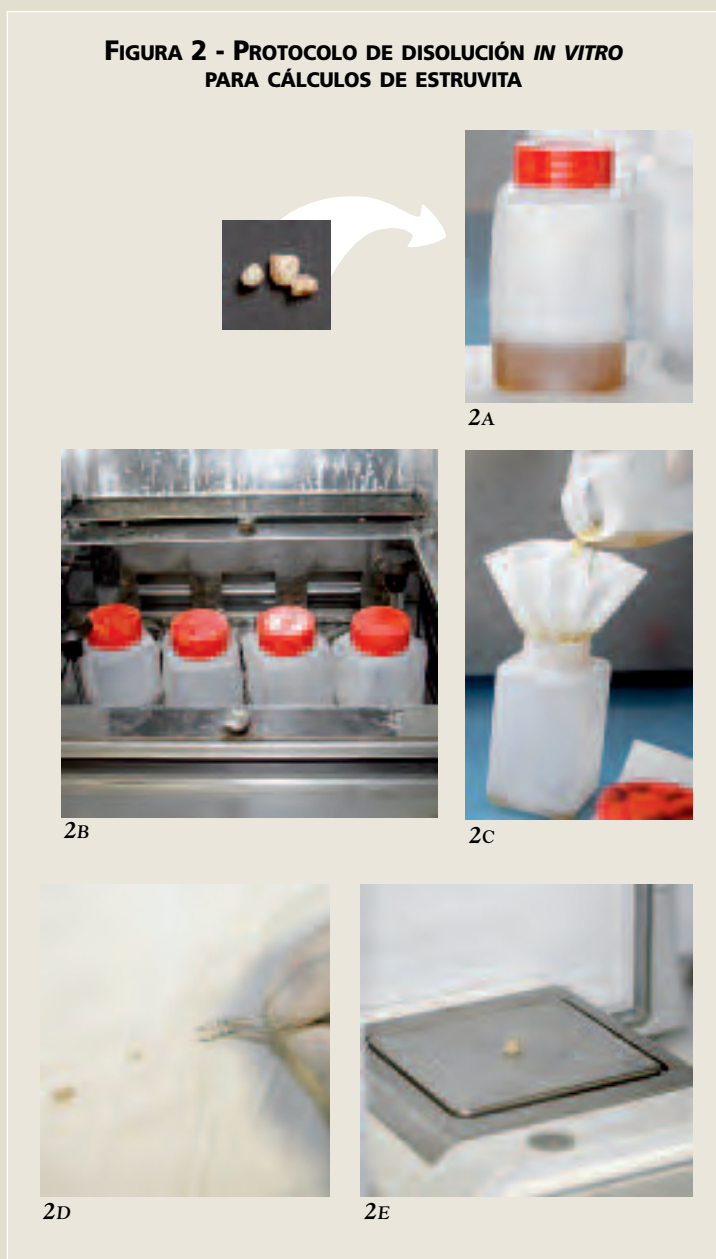 FIGURA 2 - PROTOCOLO DE DISOLUCIÓN IN VITRO
PARA CÁLCULOS DE ESTRUVITA
2A
2B
2C
2D
2E